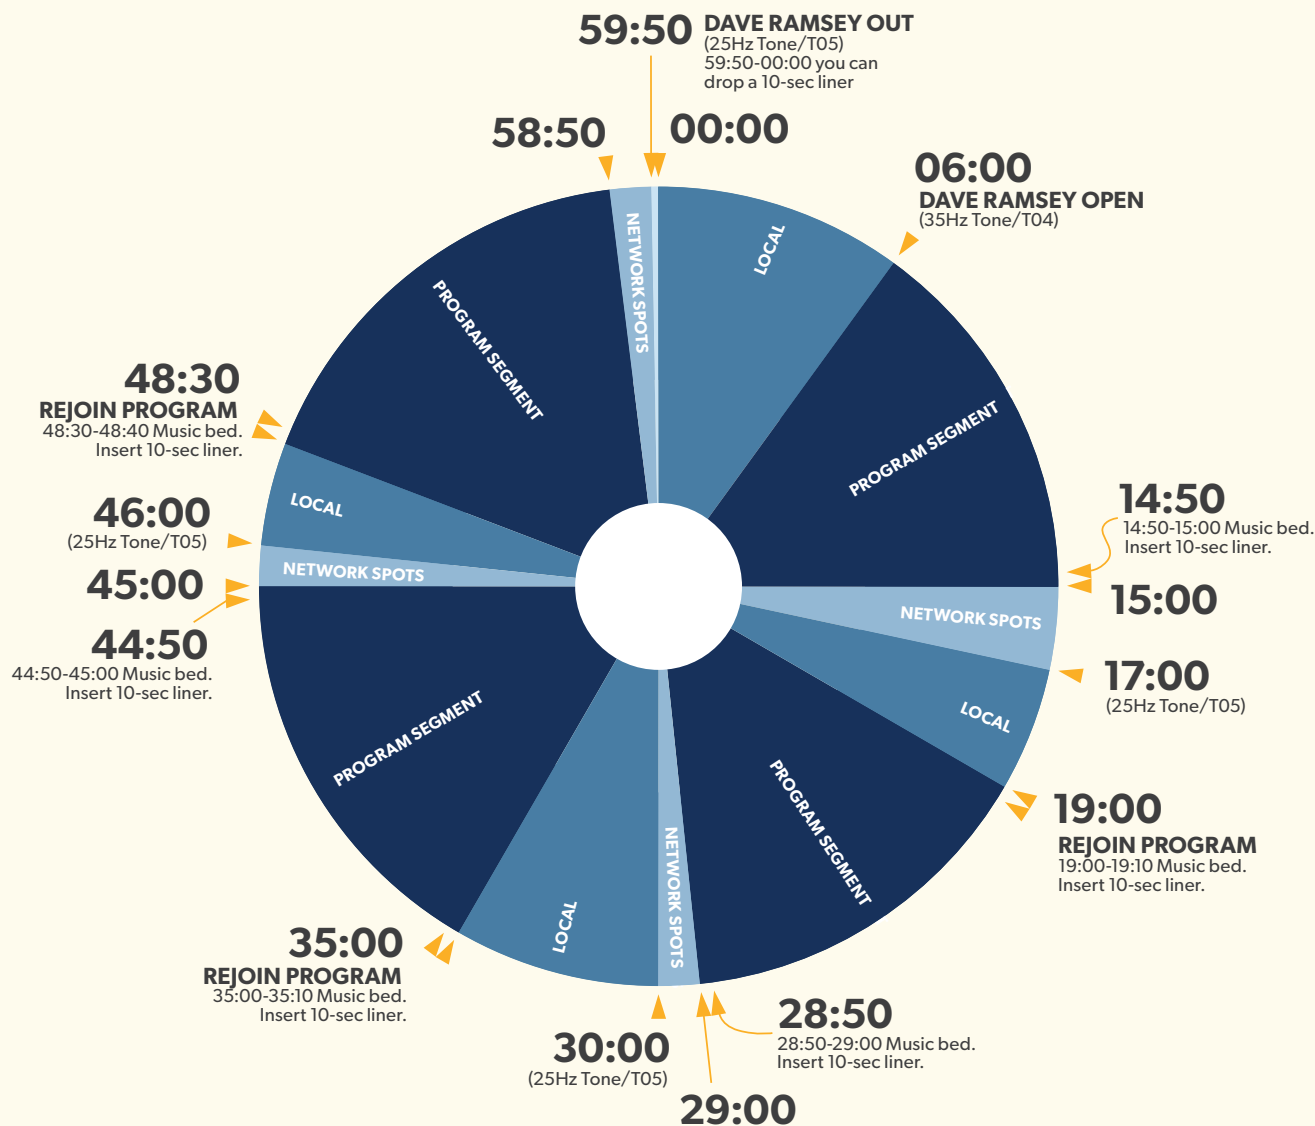 59:50
DAVE RAMSEY OUT
(25Hz Tone/T05)
59:50-00:00 you can
drop a 10-sec liner
58:50
00:00
06:00
DAVE RAMSEY OPEN
(35Hz Tone/T04)
NETWORK SPOTS
LOCAL
PROGRAM SEGMENT
PROGRAM SEGMENT
48:30
REJOIN PROGRAM
48:30-48:40 Music bed.
Insert 10-sec liner.
LOCAL
14:50
14:50-15:00 Music bed.
Insert 10-sec liner.
46:00
(25Hz Tone/T05)
NETWORK SPOTS
45:00
15:00
NETWORK SPOTS
44:50
44:50-45:00 Music bed.
Insert 10-sec liner.
17:00
(25Hz Tone/T05)
LOCAL
PROGRAM SEGMENT
PROGRAM SEGMENT
19:00
REJOIN PROGRAM
19:00-19:10 Music bed.
Insert 10-sec liner.
NETWORK SPOTS
LOCAL
35:00
REJOIN PROGRAM
35:00-35:10 Music bed.
Insert 10-sec liner.
28:50
28:50-29:00 Music bed.
Insert 10-sec liner.
30:00
(25Hz Tone/T05)
29:00